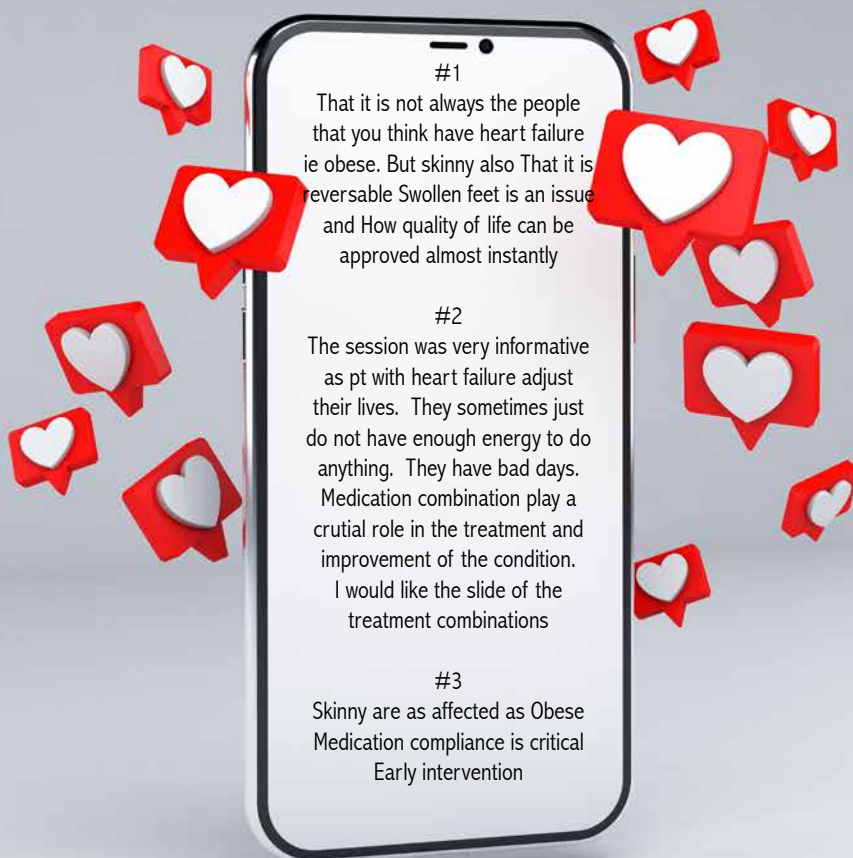 #1
That it is not always the people
that you think have heart failure
ie obese. But skinny also That it is
reversable Swollen feet is an issue
and How quality of life can be
approved almost instantly
#2
The session was very informative
as pt with heart failure adjust
their lives. They sometimes just
do not have enough energy to do
anything. They have bad days.
Medication combination play a
crutial role in the treatment and
improvement of the condition.
I would like the slide of the
treatment combinations
#3
Skinny are as affected as Obese
Medication compliance is critical
Early intervention